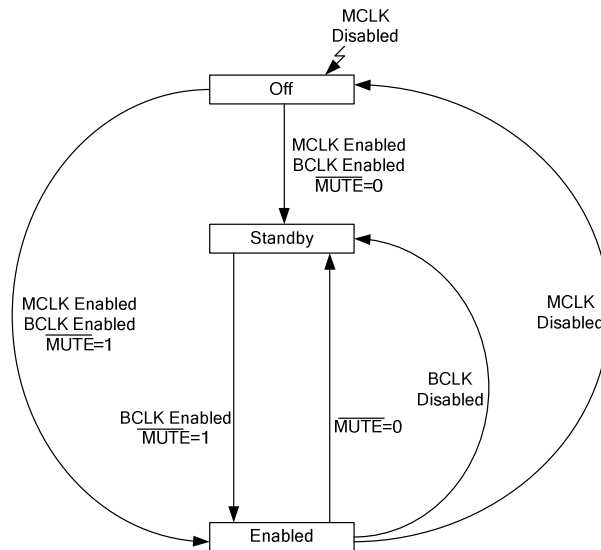 MCLK
Disabled
Off
MCLK Enabled
BCLK Enabled
MUTE=0
Standby
MCLK Enabled
BCLK Enabled
MUTE=1
MCLK
Disabled
BCLK
Disabled
BCLK Enabled
MUTE=1
MUTE=0
Enabled